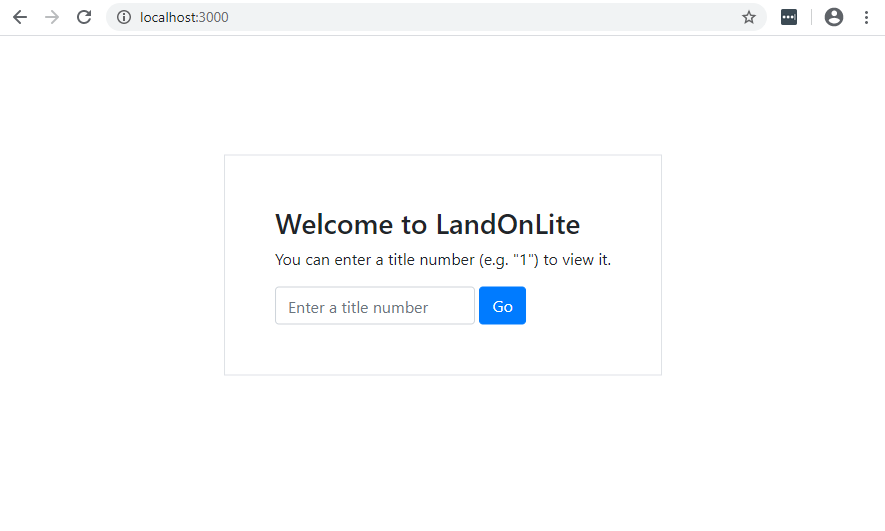 localhost:3000
Welcome to LandOnLite
You can enter a title number (e.g. "1") to view it.
Enter a title number Go